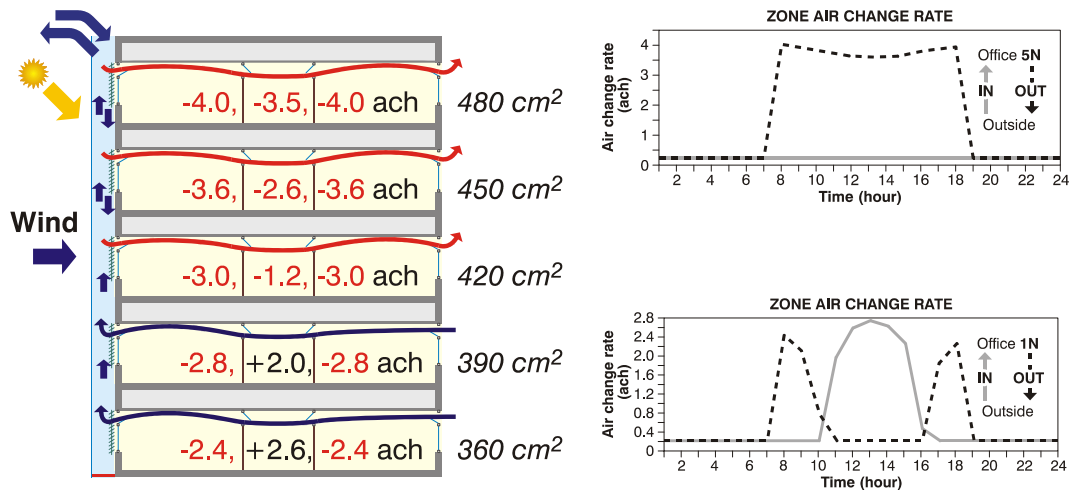 -4.0, -3.5, -4.0 ach 480 cm²
-3.6, -2.6, -3.6 ach 450 cm²
Wind
-3.0, -1.2, -3.0 ach 420 cm²
-2.8, +2.0, -2.8 ach 390 cm²
-2.4, +2.6, -2.4 ach 360 cm²
ZONE AIR CHANGE RATE
Air change rate
(ach)
4
3
2
1
0
2 4 6 8 10 12 14 16 18 20 22 24
Time (hour)
Office 5N
IN OUT
Outside
ZONE AIR CHANGE RATE
Air change rate
(ach)
2.8
2.4
2.0
1.6
1.2
0.8
0.4
0
2 4 6 8 10 12 14 16 18 20 22 24
Time (hour)
Office 1N
IN OUT
Outside